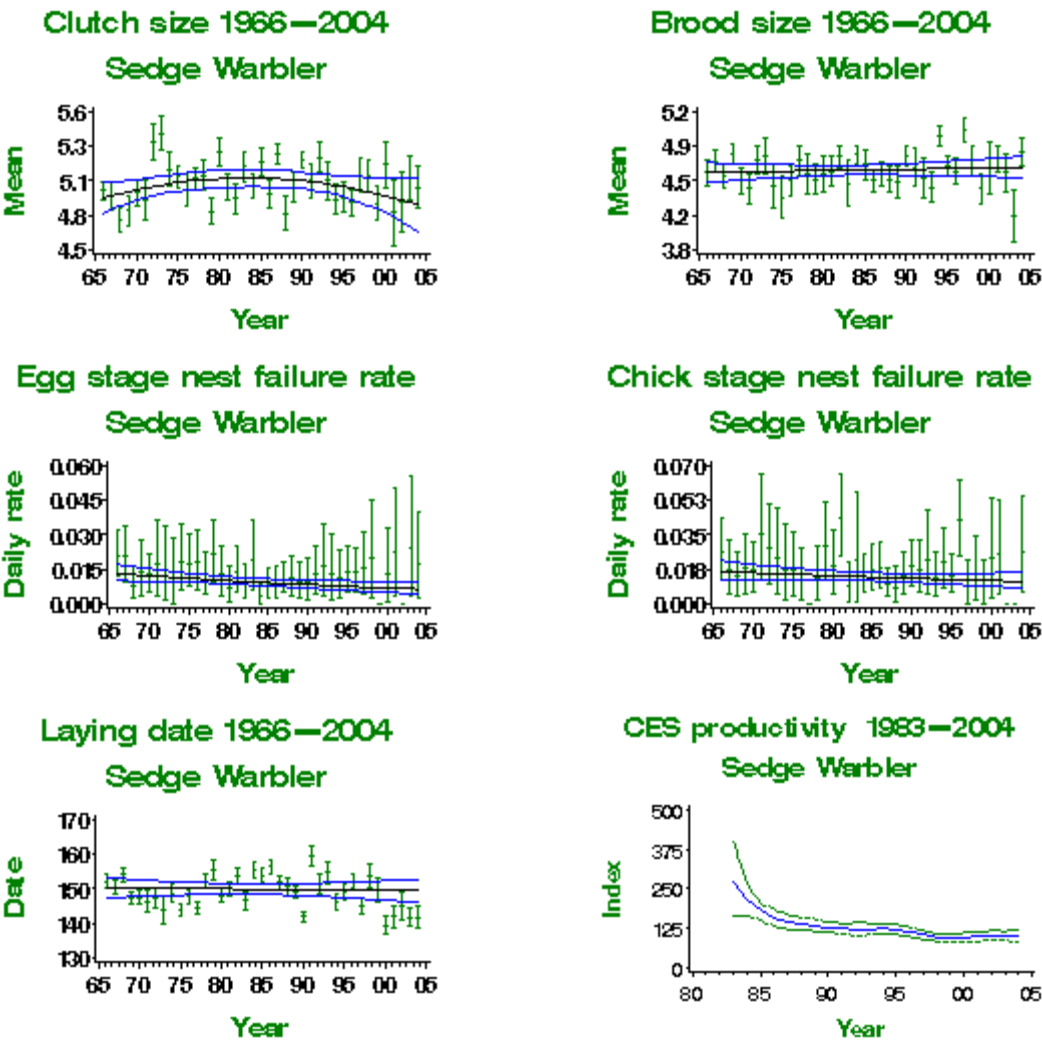 Clutch size 1966—2004
Sedge Warbler
5.6
5.3
5.1
4.8
4.5
Mean
65 70 75 80 85 90 95 00 05
Year
Brood size 1966—2004
Sedge Warbler
5.2
4.9
4.5
4.2
3.8
Mean
65 70 75 80 85 90 95 00 05
Year
Egg stage nest failure rate
Sedge Warbler
0.060
0.045
0.030
0.015
0.000
Daily rate
65 70 75 80 85 90 95 00 05
Year
Chick stage nest failure rate
Sedge Warbler
0.070
0.053
0.035
0.018
0.000
Daily rate
65 70 75 80 85 90 95 00 05
Year
Laying date 1966—2004
Sedge Warbler
170
160
150
140
130
Date
65 70 75 80 85 90 95 00 05
Year
CES productivity 1983—2004
Sedge Warbler
500
375
250
125
0
Index
80 85 90 95 00 05
Year